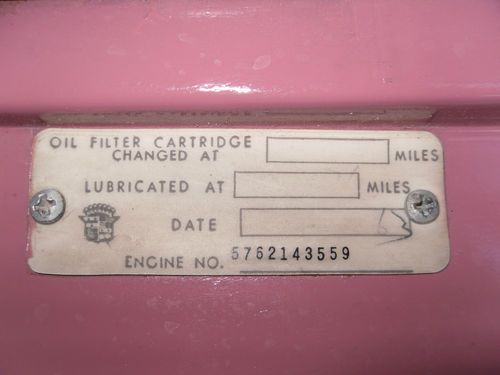 OIL FILTER CARTRIDGE
CHANGED AT MILES
LUBRICATED AT MILES
DATE
ENGINE NO. 5762143559